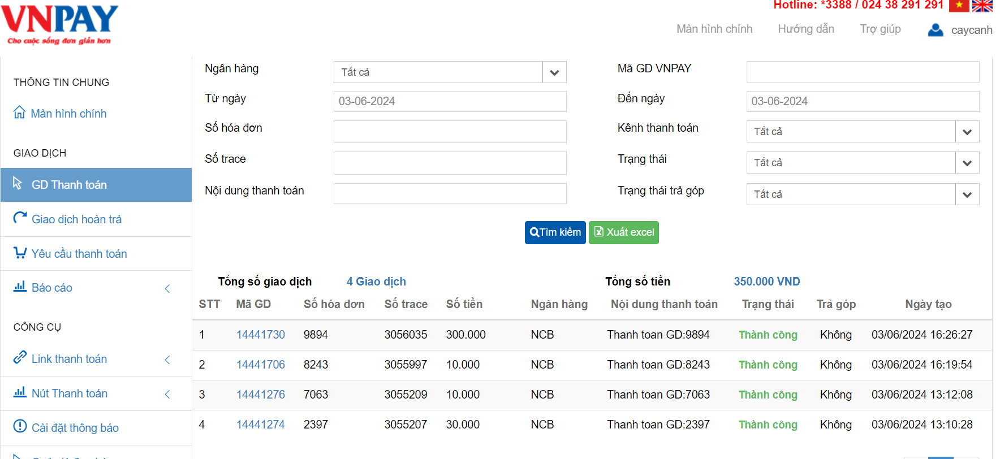 Hotline: *3388 / 024 38 291 291
VNPAY
Cho cuộc sống đơn giản hơn
Màn hình chính Hướng dẫn Trợ giúp caycanh
THÔNG TIN CHUNG
Màn hình chính
GIAO DỊCH
GD Thanh toán
Giao dịch hoàn trả
Yêu cầu thanh toán
Báo cáo
CÔNG CỤ
Link thanh toán
Nút Thanh toán
Cài đặt thông báo
Ngân hàng Tất cả Mã GD VNPAY
Từ ngày 03-06-2024 Đến ngày 03-06-2024
Số hóa đơn Kênh thanh toán Tất cả
Số trace Trạng thái Tất cả
Nội dung thanh toán Trạng thái trả góp Tất cả
Tìm kiếm Xuất excel
Tổng số giao dịch 4 Giao dịch Tổng số tiền 350.000 VND
STT Mã GD Số hóa đơn Số trace Số tiền Ngân hàng Nội dung thanh toán Trạng thái Trả góp Ngày tạo
1 14441730 9894 3056035 300.000 NCB Thanh toan GD:9894 Thành công Không 03/06/2024 16:26:27
2 14441706 8243 3055997 10.000 NCB Thanh toan GD:8243 Thành công Không 03/06/2024 16:19:54
3 14441276 7063 3055209 10.000 NCB Thanh toan GD:7063 Thành công Không 03/06/2024 13:12:08
4 14441274 2397 3055207 30.000 NCB Thanh toan GD:2397 Thành công Không 03/06/2024 13:10:28